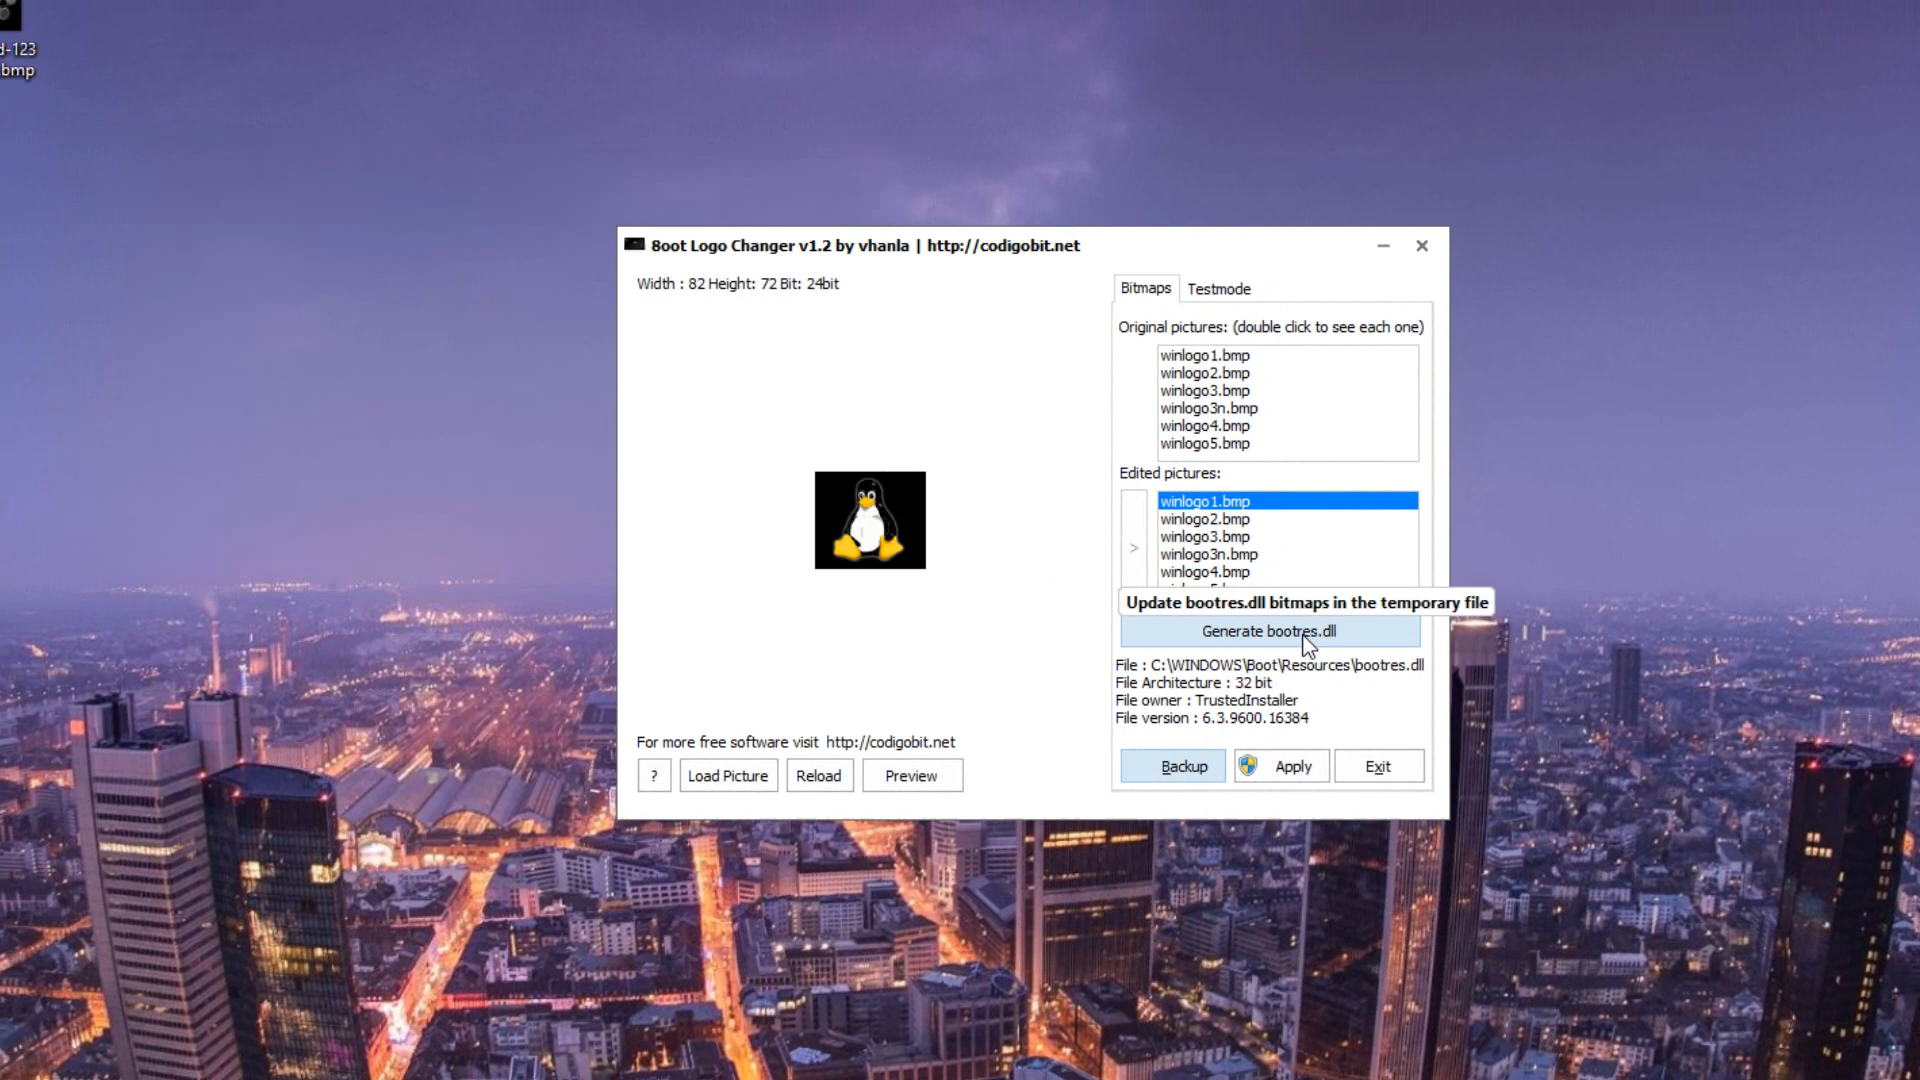 d-123
.bmp
8oot Logo Changer v1.2 by vhanla | http://codigobit.net
Width : 82 Height: 72 Bit: 24bit
Bitmaps
Testmode
Original pictures: (double click to see each one)
winlogo1.bmp
winlogo2.bmp
winlogo3.bmp
winlogo3n.bmp
winlogo4.bmp
winlogo5.bmp
Edited pictures:
>
winlogo1.bmp
winlogo2.bmp
winlogo3.bmp
winlogo3n.bmp
winlogo4.bmp
Update bootres.dll bitmaps in the temporary file
Generate bootres.dll
File : C:\WINDOWS\Boot\Resources\bootres.dll
File Architecture : 32 bit
File owner : TrustedInstaller
File version : 6.3.9600.16384
For more free software visit http://codigobit.net
? Load Picture Reload Preview
Backup Apply Exit